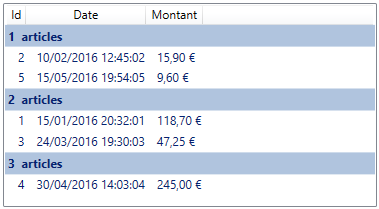 Id Date Montant
1 articles
2 10/02/2016 12:45:02 15,90 €
5 15/05/2016 19:54:05 9,60 €
2 articles
1 15/01/2016 20:32:01 118,70 €
3 24/03/2016 19:30:03 47,25 €
3 articles
4 30/04/2016 14:03:04 245,00 €